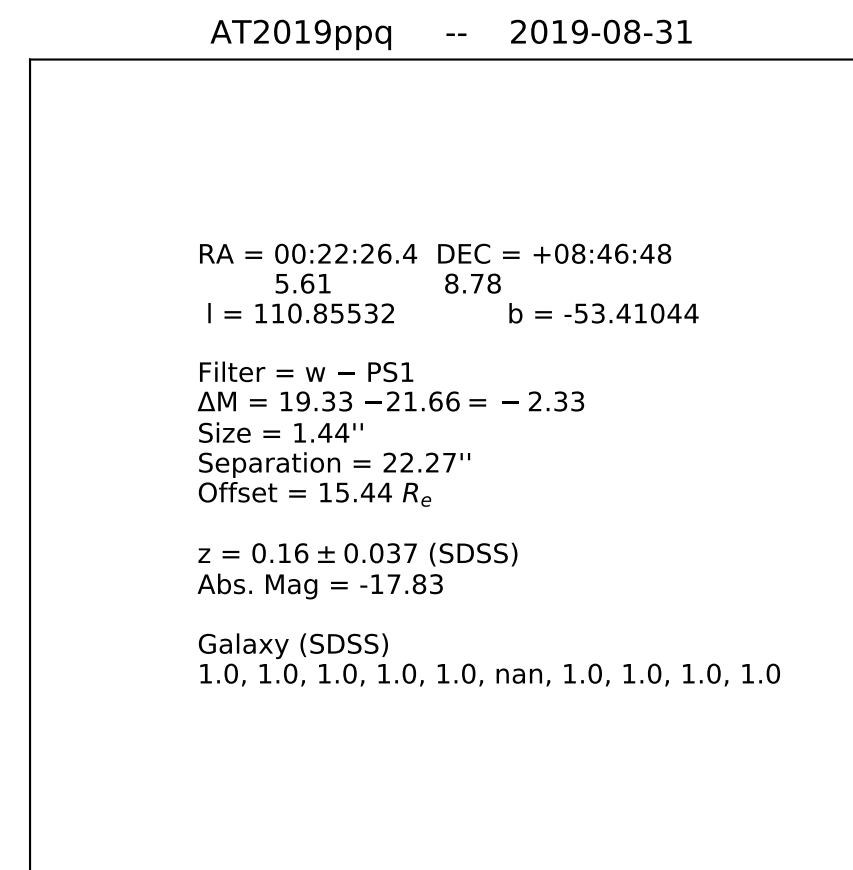 AT2019ppq -- 2019-08-31
RA = 00:22:26.4 DEC = +08:46:48
5.61 8.78
l = 110.85532 b = -53.41044
Filter = w − PS1
ΔM = 19.33 −21.66 = − 2.33
Size = 1.44''
Separation = 22.27''
Offset = 15.44 Rₑ
z = 0.16 ± 0.037 (SDSS)
Abs. Mag = -17.83
Galaxy (SDSS)
1.0, 1.0, 1.0, 1.0, 1.0, nan, 1.0, 1.0, 1.0, 1.0